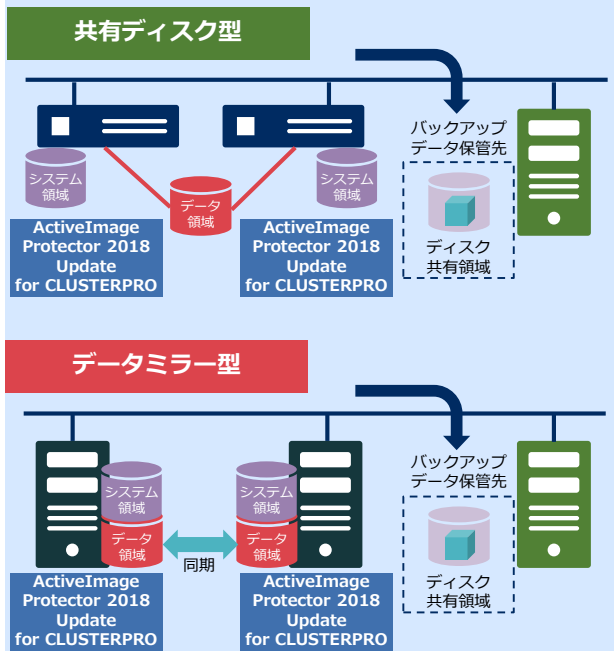 共有ディスク型
バックアップ
データ保管先
システム
領域
データ
領域
システム
領域
ディスク
共有領域
ActiveImage
Protector 2018
Update
for CLUSTERPRO
ActiveImage
Protector 2018
Update
for CLUSTERPRO
データミラー型
バックアップ
データ保管先
システム
領域
データ
領域
同期
システム
領域
データ
領域
ディスク
共有領域
ActiveImage
Protector 2018
Update
for CLUSTERPRO
ActiveImage
Protector 2018
Update
for CLUSTERPRO